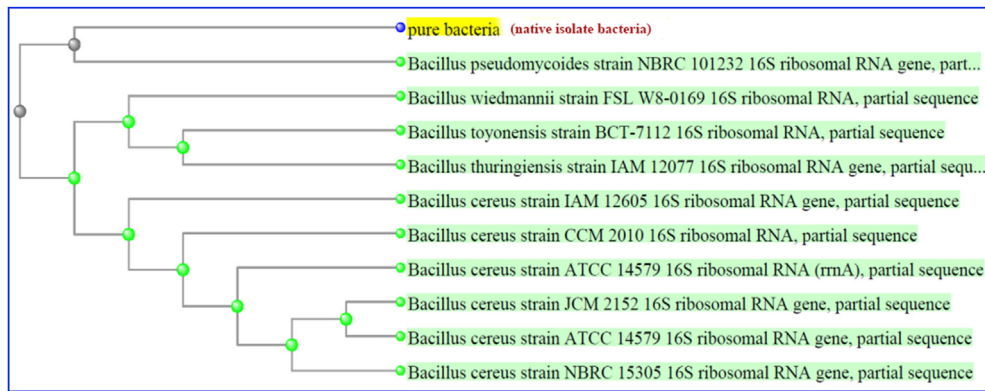 pure bacteria (native isolate bacteria)
Bacillus pseudomycoides strain NBRC 101232 16S ribosomal RNA gene, part...
Bacillus wiedmannii strain FSL W8-0169 16S ribosomal RNA, partial sequence
Bacillus toyonensis strain BCT-7112 16S ribosomal RNA, partial sequence
Bacillus thuringiensis strain IAM 12077 16S ribosomal RNA gene, partial sequ...
Bacillus cereus strain IAM 12605 16S ribosomal RNA gene, partial sequence
Bacillus cereus strain CCM 2010 16S ribosomal RNA, partial sequence
Bacillus cereus strain ATCC 14579 16S ribosomal RNA (rrnA), partial sequence
Bacillus cereus strain JCM 2152 16S ribosomal RNA gene, partial sequence
Bacillus cereus strain ATCC 14579 16S ribosomal RNA gene, partial sequence
Bacillus cereus strain NBRC 15305 16S ribosomal RNA gene, partial sequence